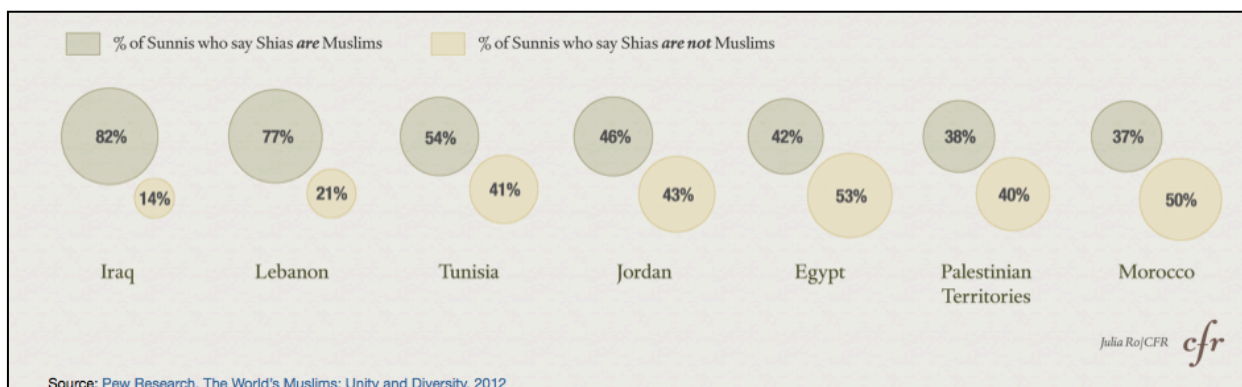 % of Sunnis who say Shias are Muslims
% of Sunnis who say Shias are not Muslims
82%
77%
54%
46%
42%
38%
37%
14%
21%
41%
43%
53%
40%
50%
Iraq
Lebanon
Tunisia
Jordan
Egypt
Palestinian
Territories
Morocco
Julia Ro/CFR
cfr
Source: Pew Research, The World's Muslims: Unity and Diversity, 2012